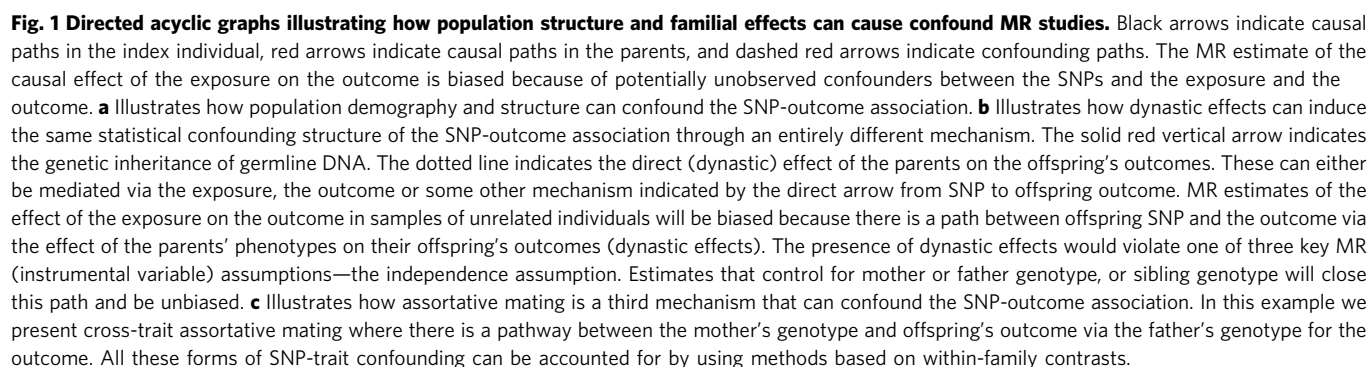 Fig. 1 Directed acyclic graphs illustrating how population structure and familial effects can cause confound MR studies. Black arrows indicate causal
paths in the index individual, red arrows indicate causal paths in the parents, and dashed red arrows indicate confounding paths. The MR estimate of the
causal effect of the exposure on the outcome is biased because of potentially unobserved confounders between the SNPs and the exposure and the
outcome. a Illustrates how population demography and structure can confound the SNP-outcome association. b Illustrates how dynastic effects can induce
the same statistical confounding structure of the SNP-outcome association through an entirely different mechanism. The solid red vertical arrow indicates
the genetic inheritance of germline DNA. The dotted line indicates the direct (dynastic) effect of the parents on the offspring's outcomes. These can either
be mediated via the exposure, the outcome or some other mechanism indicated by the direct arrow from SNP to offspring outcome. MR estimates of the
effect of the exposure on the outcome in samples of unrelated individuals will be biased because there is a path between offspring SNP and the outcome via
the effect of the parents' phenotypes on their offspring's outcomes (dynastic effects). The presence of dynastic effects would violate one of three key MR
(instrumental variable) assumptions—the independence assumption. Estimates that control for mother or father genotype, or sibling genotype will close
this path and be unbiased. c Illustrates how assortative mating is a third mechanism that can confound the SNP-outcome association. In this example we
present cross-trait assortative mating where there is a pathway between the mother's genotype and offspring's outcome via the father's genotype for the
outcome. All these forms of SNP-trait confounding can be accounted for by using methods based on within-family contrasts.